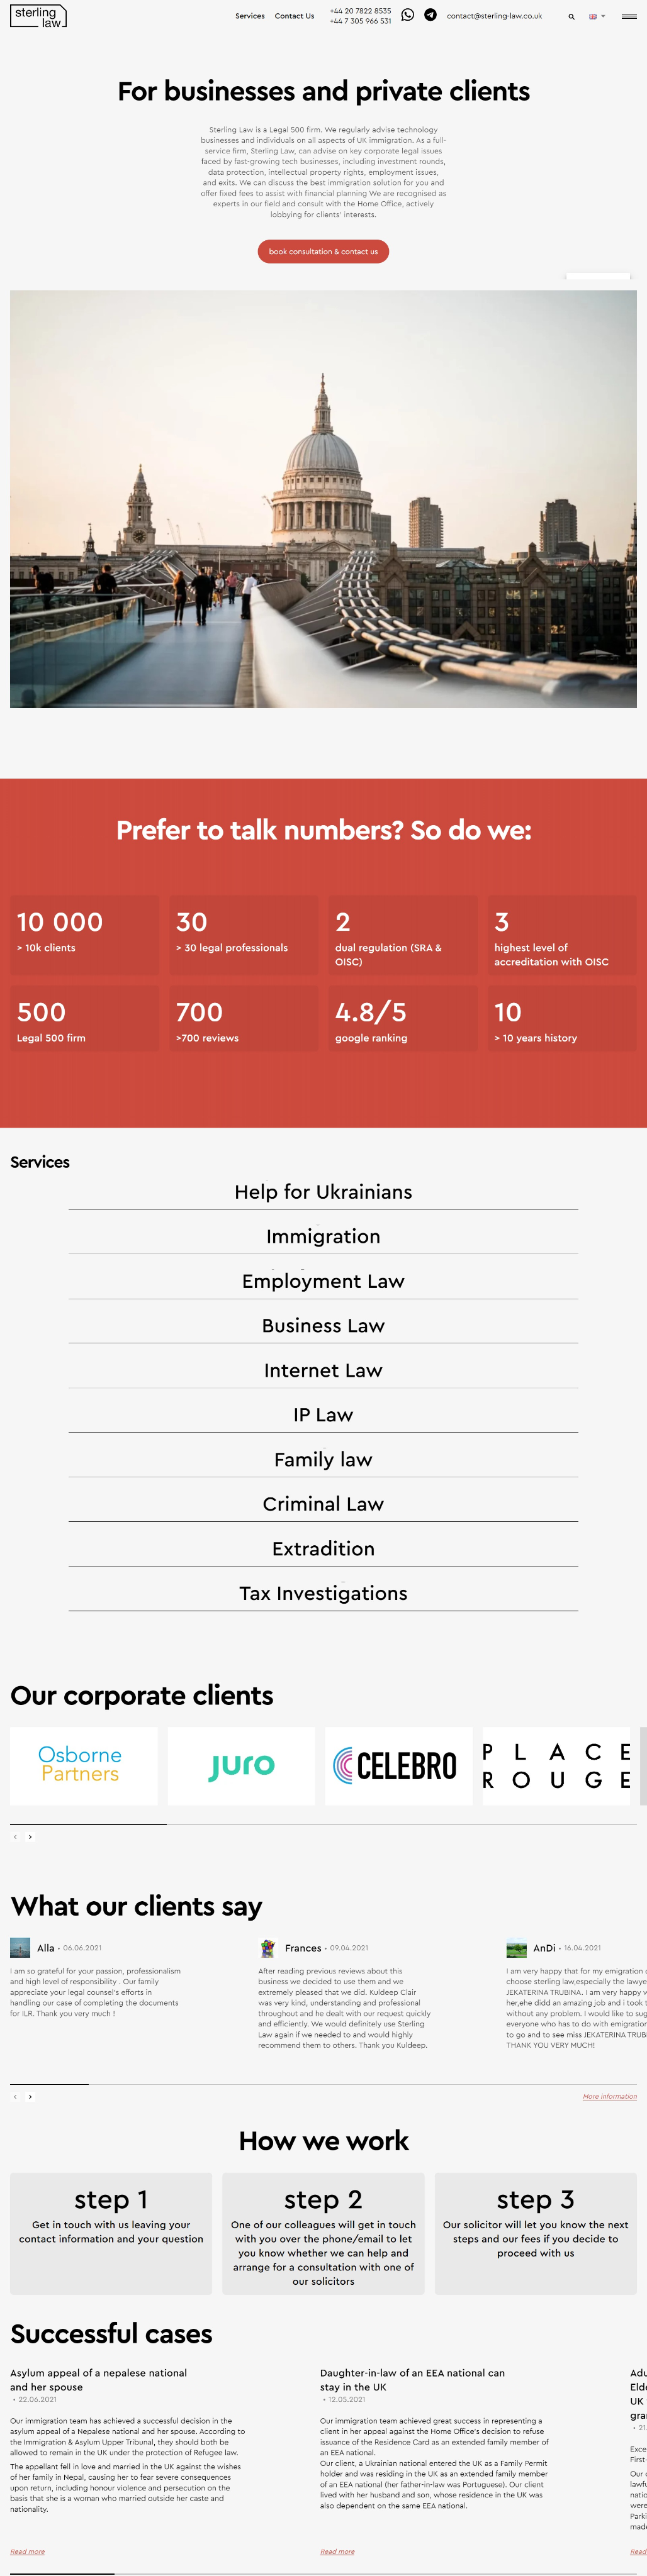 sterling
law
Services
Contact Us
+44 20 7822 8535
+44 7 305 966 531
contact@sterling-law.co.uk
For businesses and private clients
Sterling Law is a Legal 500 firm. We regularly advise technology
businesses and individuals on all aspects of UK immigration. As a full-
service firm, Sterling Law, can advise on key corporate legal issues
faced by fast-growing tech businesses, including investment rounds,
data protection, intellectual property rights, employment issues,
and exits. We can discuss the best immigration solution for you and
offer fixed fees to assist with financial planning We are recognised as
experts in our field and consult with the Home Office, actively
lobbying for clients' interests.
book consultation & contact us
Prefer to talk numbers? So do we:
10 000
> 10k clients
30
> 30 legal professionals
2
dual regulation (SRA &
OISC)
3
highest level of
accreditation with OISC
500
Legal 500 firm
700
>700 reviews
4.8/5
google ranking
10
> 10 years history
Services
Help for Ukrainians
Immigration
Employment Law
Business Law
Internet Law
IP Law
Family law
Criminal Law
Extradition
Tax Investigations
Our corporate clients
Osborne
Partners
Juro
CELEBRO
PLACE
ROUGE
What our clients say
Alla • 06.06.2021
I am so grateful for your passion, professionalism
and high level of responsibility . Our family
appreciate your legal counsel's efforts in
handling our case of completing the documents
for ILR. Thank you very much !
Frances • 09.04.2021
After reading previous reviews about this
business we decided to use them and we
extremely pleased that we did. Kuldeep Clair
was very kind, understanding and professional
throughout and he dealt with our request quickly
and efficiently. We would definitely use Sterling
Law again if we needed to and would highly
recommend them to others. Thank you Kuldeep.
AnDi • 16.04.2021
I am very happy that for my emigration
choose sterling law,especially the lawye
JEKATERINA TRUBINA. I am very happy w
her,ehe didd an amazing job and i took t
without any problem. I would like to sug
everyone who has to do with emigration
to go and to see miss JEKATERINA TRUB
THANK YOU VERY MUCH!
More information
How we work
step 1
Get in touch with us leaving your
contact information and your question
step 2
One of our colleagues will get in touch
with you over the phone/email to let
you know whether we can help and
arrange for a consultation with one of
our solicitors
step 3
Our solicitor will let you know the next
steps and our fees if you decide to
proceed with us
Successful cases
Asylum appeal of a nepalese national
and her spouse
• 22.06.2021
Our immigration team has achieved a successful decision in the
asylum appeal of a Nepalese national and her spouse. According to
the Immigration & Asylum Upper Tribunal, they should both be
allowed to remain in the UK under the protection of Refugee law.
The appellant fell in love and married in the UK against the wishes
of her family in Nepal, causing her to fear severe consequences
upon return, including honour violence and persecution on the
basis that she is a woman who married outside her caste and
nationality.
Read more
Daughter-in-law of an EEA national can
stay in the UK
• 12.05.2021
Our immigration team achieved great success in representing a
client in her appeal against the Home Office's decision to refuse
issuance of the Residence Card as an extended family member of
an EEA national.
Our client, a Ukrainian national entered the UK as a Family Permit
holder and was residing in the UK as an extended family member
of an EEA national (her father-in-law was Portuguese). Our client
lived with her husband and son, whose residence in the UK was
also dependent on the same EEA national.
Read more
Adu
Elde
UK
gra
• 21.
Exce
First-
Our c
lawfu
natio
were
Parki
made
Read